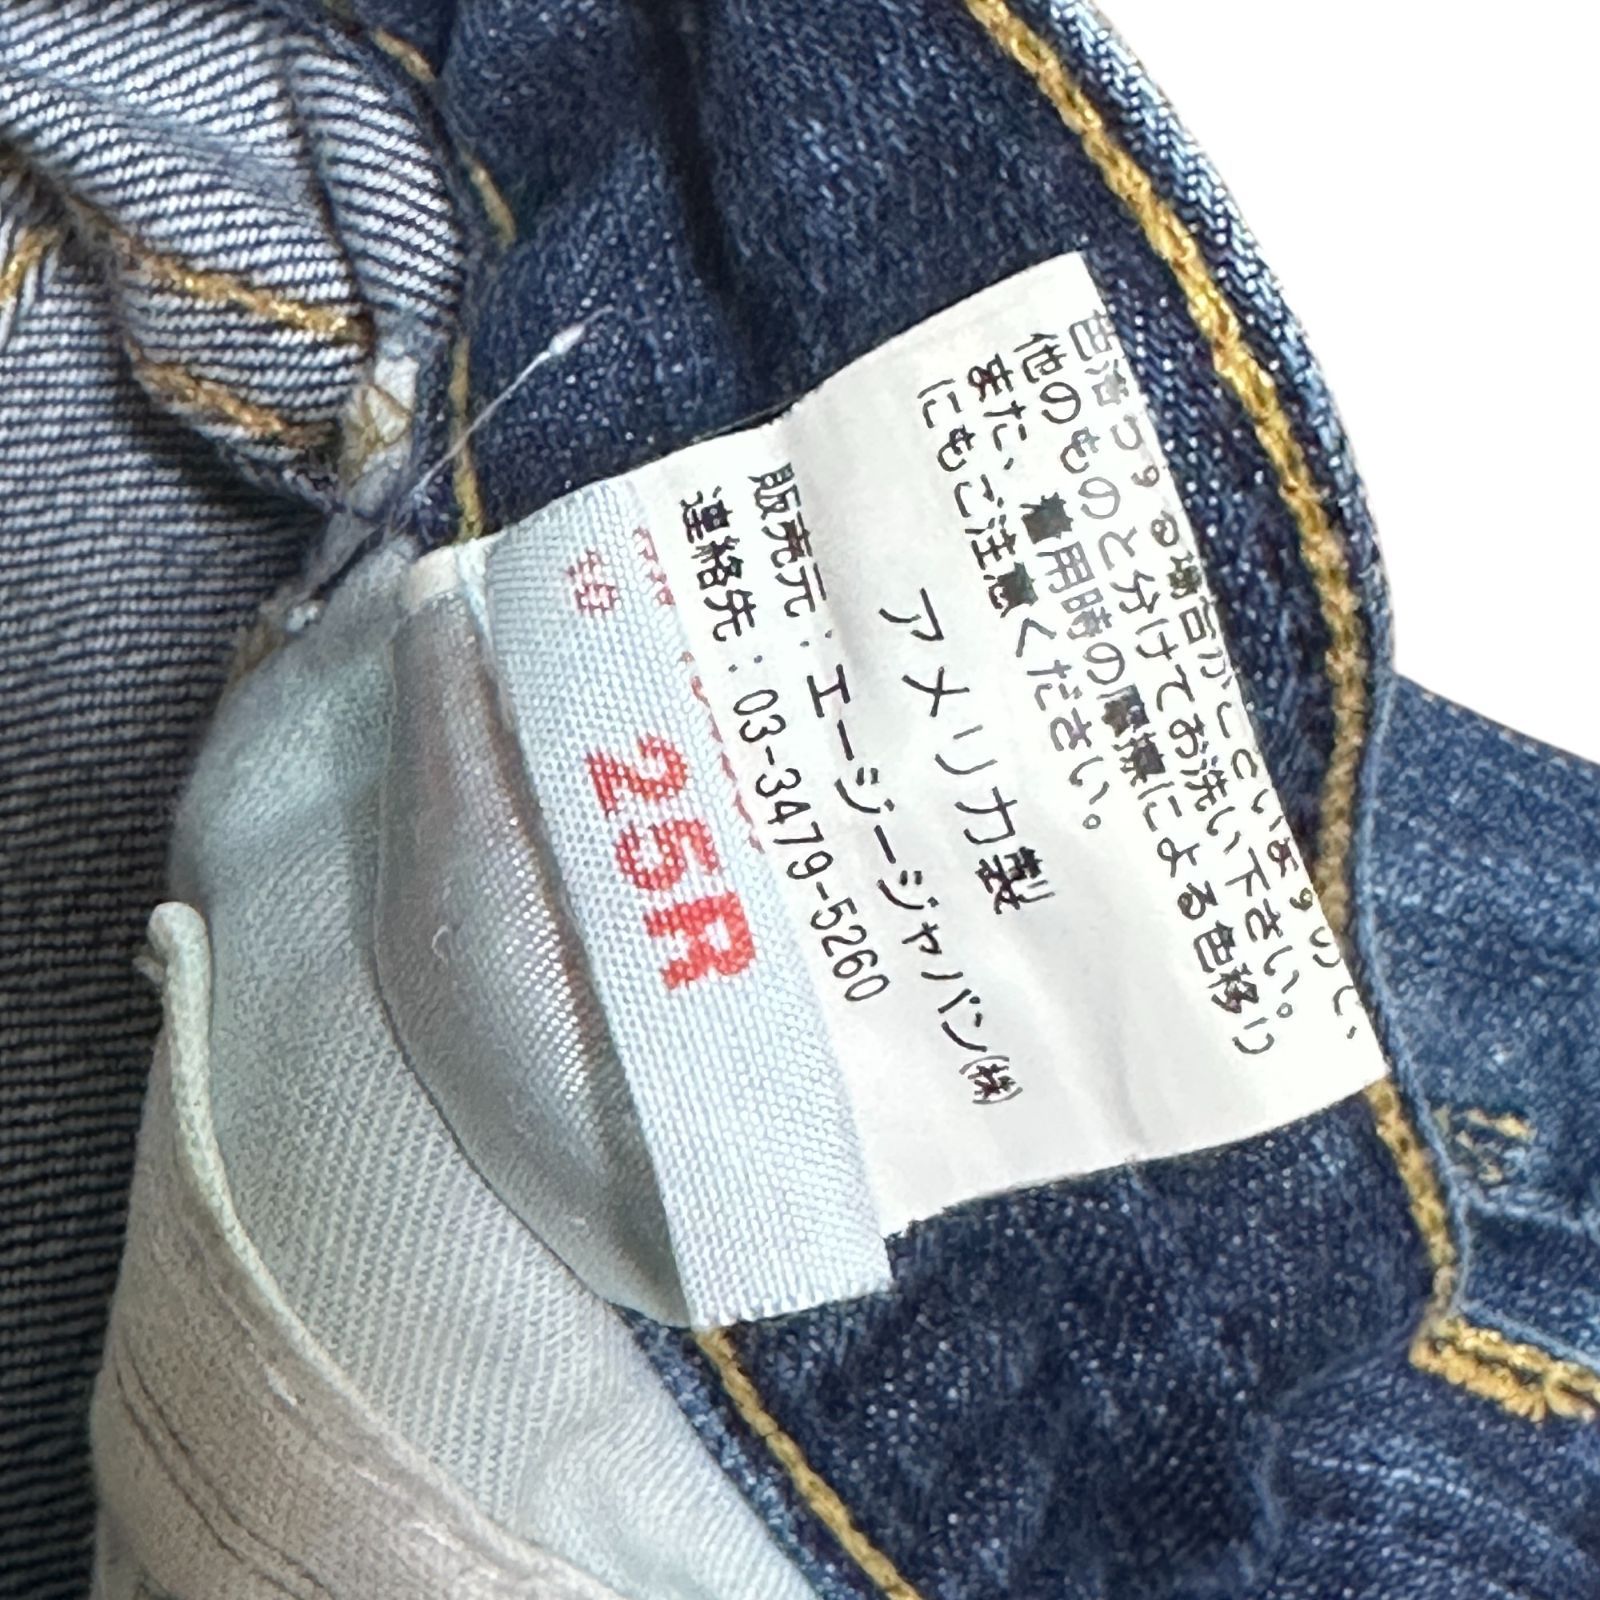 色落ちする場合がございますので、
他のものと分けてお洗い下さい。
また、着用時の摩擦による色移り
にもご注意ください。
アメリカ製
販売元：エージージャパン㈱
連絡先：03-3479-5260
25R